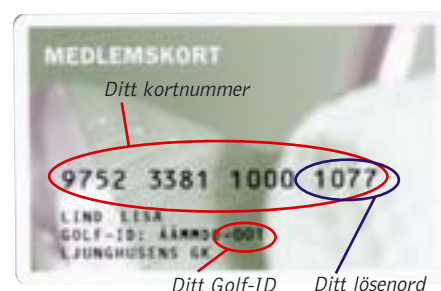 MEDLEMSKORT
Ditt kortnummer
9752 3381 1000 1077
LIND LISA
GOLF-ID: ÅÅMMDD-001
LJUNGHUSENS GK
Ditt Golf-ID Ditt lösenord